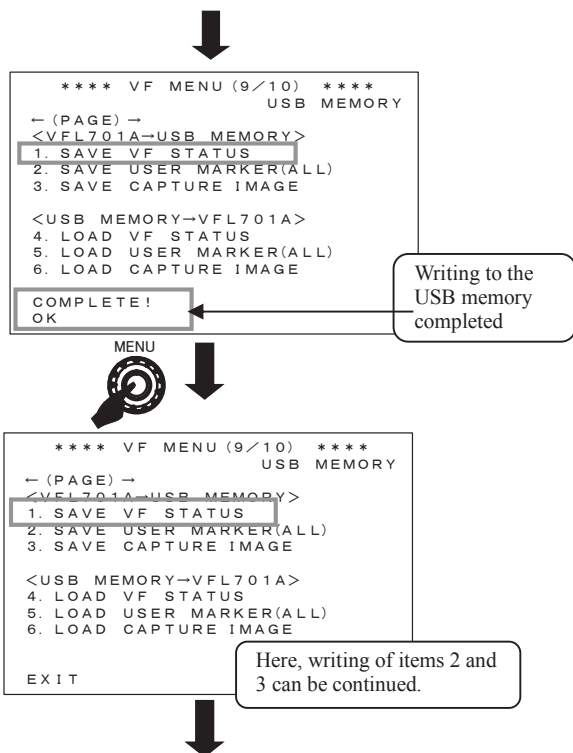 **** VF MENU(9/10) ****
USB MEMORY
←(PAGE)→
<VFL701A→USB MEMORY>
1. SAVE VF STATUS
2. SAVE USER MARKER(ALL)
3. SAVE CAPTURE IMAGE
<USB MEMORY→VFL701A>
4. LOAD VF STATUS
5. LOAD USER MARKER(ALL)
6. LOAD CAPTURE IMAGE
COMPLETE!
OK
Writing to the
USB memory
completed
MENU
**** VF MENU(9/10) ****
USB MEMORY
←(PAGE)→
<VFL701A→USB MEMORY>
1. SAVE VF STATUS
2. SAVE USER MARKER(ALL)
3. SAVE CAPTURE IMAGE
<USB MEMORY→VFL701A>
4. LOAD VF STATUS
5. LOAD USER MARKER(ALL)
6. LOAD CAPTURE IMAGE
EXIT
Here, writing of items 2 and
3 can be continued.